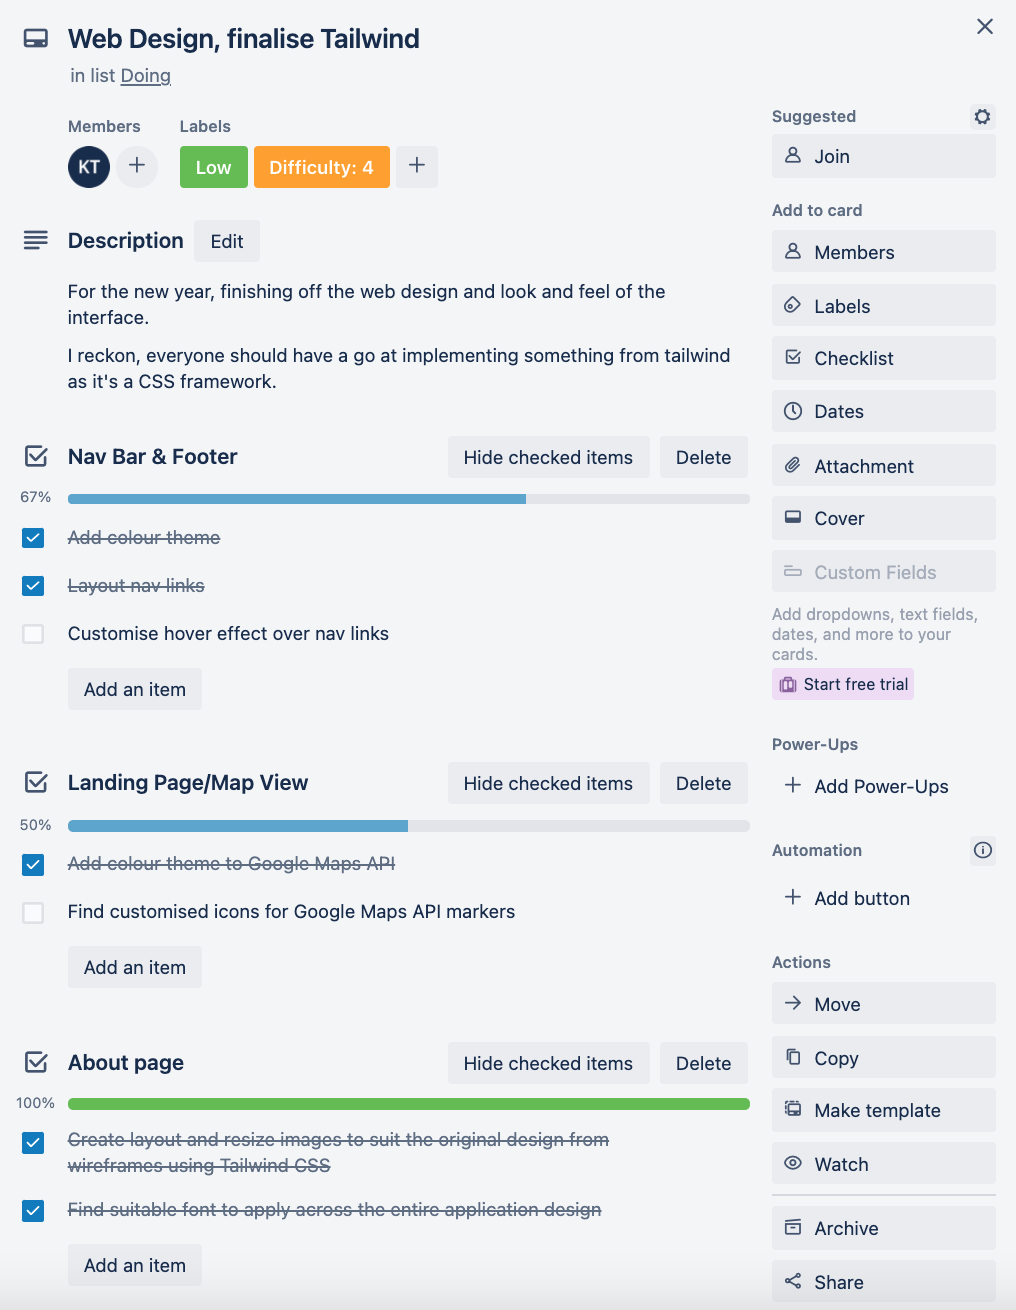 Web Design, finalise Tailwind
in list Doing
Members
Labels
KT
Low
Difficulty: 4
Description
Edit
For the new year, finishing off the web design and look and feel of the
interface.
I reckon, everyone should have a go at implementing something from tailwind
as it's a CSS framework.
Nav Bar & Footer
Hide checked items
Delete
67%
Add colour theme
Layout nav links
Customise hover effect over nav links
Add an item
Landing Page/Map View
Hide checked items
Delete
50%
Add colour theme to Google Maps API
Find customised icons for Google Maps API markers
Add an item
About page
Hide checked items
Delete
100%
Create layout and resize images to suit the original design from
wireframes using Tailwind CSS
Find suitable font to apply across the entire application design
Add an item
Suggested
Join
Add to card
Members
Labels
Checklist
Dates
Attachment
Cover
Custom Fields
Add dropdowns, text fields,
dates, and more to your
cards.
Start free trial
Power-Ups
Add Power-Ups
Automation
Add button
Actions
Move
Copy
Make template
Watch
Archive
Share